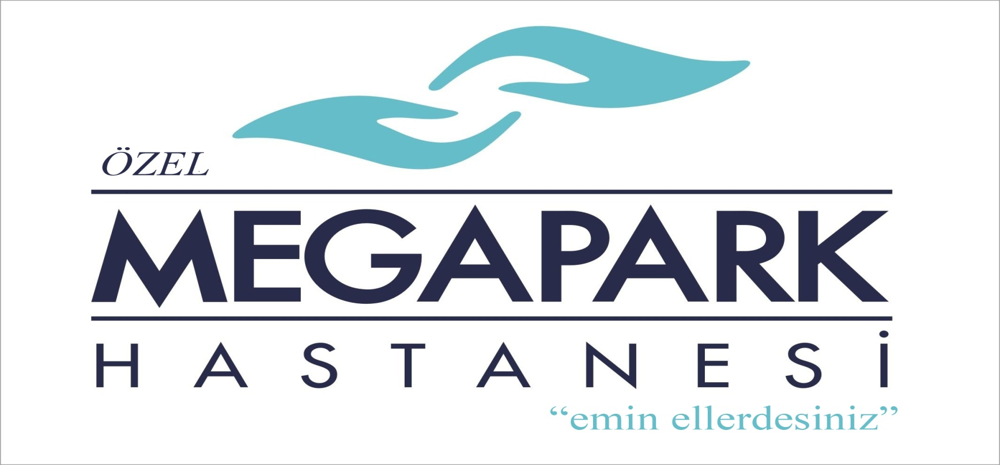 ÖZEL
MEGAPARK
HASTANESİ
“emin ellerdesiniz”